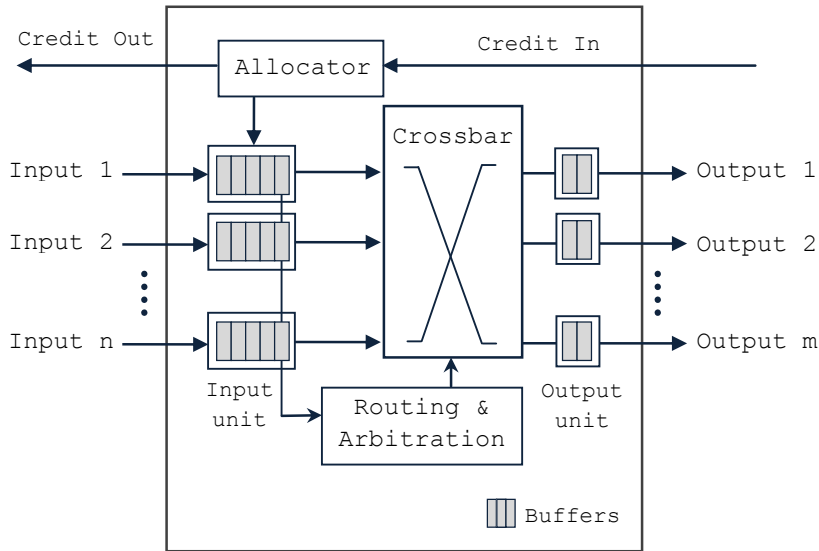 Credit Out
Credit In
Allocator
Crossbar
Input 1
Output 1
Input 2
Output 2
Input n
Output m
Input
unit
Routing &
Arbitration
Output
unit
Buffers